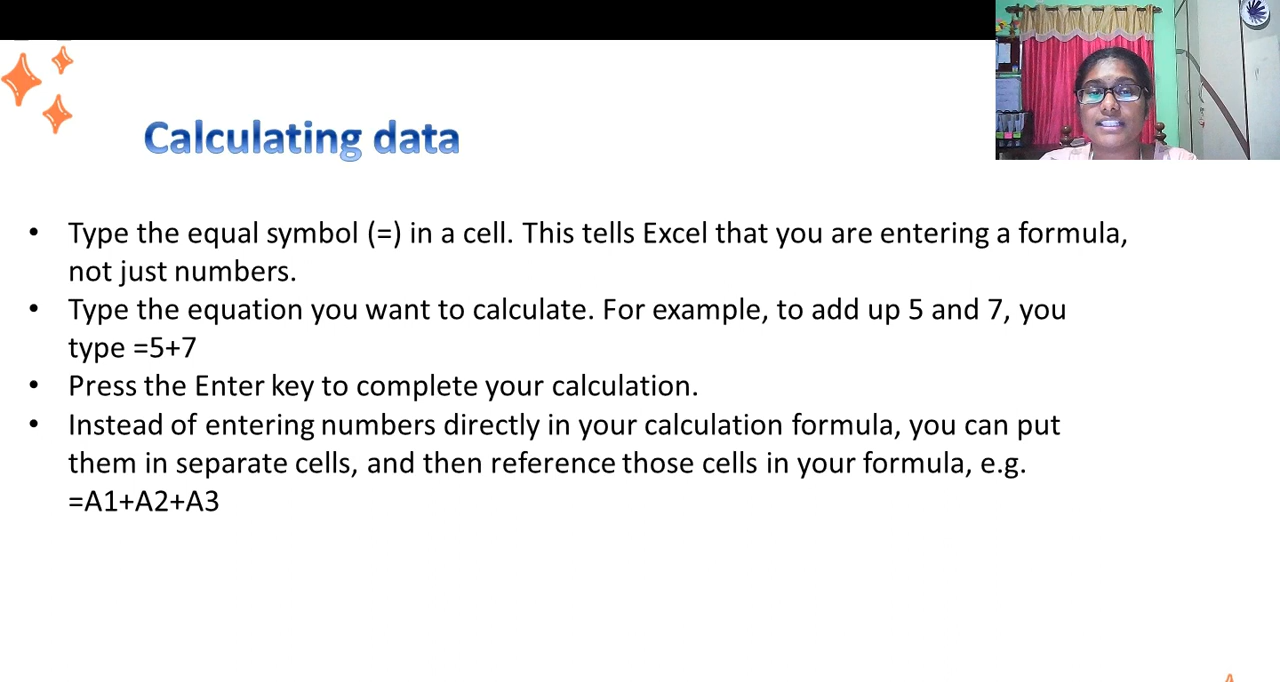 Calculating data
• Type the equal symbol (=) in a cell. This tells Excel that you are entering a formula,
not just numbers.
• Type the equation you want to calculate. For example, to add up 5 and 7, you
type =5+7
• Press the Enter key to complete your calculation.
• Instead of entering numbers directly in your calculation formula, you can put
them in separate cells, and then reference those cells in your formula, e.g.
=A1+A2+A3